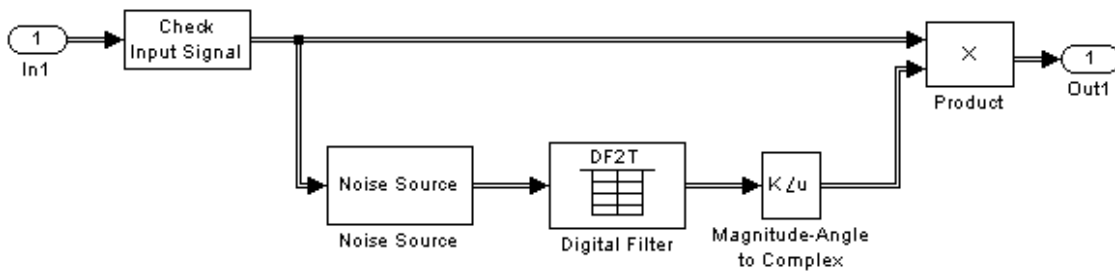 1
In1
Check
Input Signal
×
Product
1
Out1
Noise Source
Noise Source
DF2T
Digital Filter
K∠u
Magnitude-Angle
to Complex